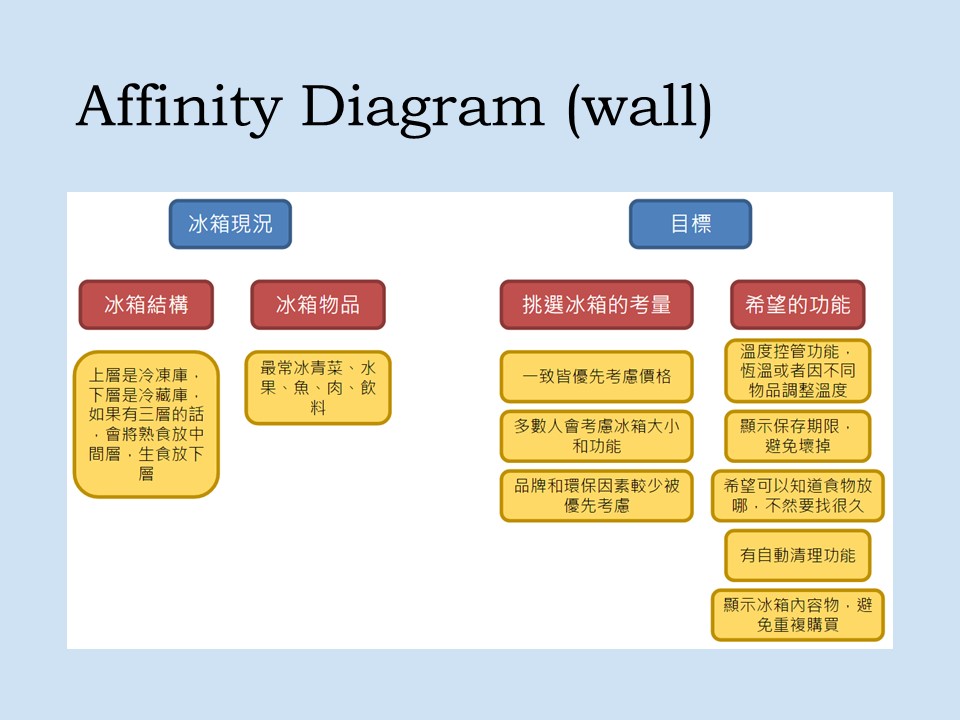 Affinity Diagram (wall)
冰箱現況
目標
冰箱結構
冰箱物品
挑選冰箱的考量
希望的功能
上層是冷凍庫，
下層是冷藏庫，
如果有三層的話
，會將熟食放中
間層，生食放下
層
最常冰青菜、水
果、魚、肉、飲
料
一致皆優先考慮價格
多數人會考慮冰箱大小
和功能
品牌和環保因素較少被
優先考慮
溫度控管功能，
恆溫或者因不同
物品調整溫度
顯示保存期限，
避免壞掉
希望可以知道食物放
哪，不然要找很久
有自動清理功能
顯示冰箱內容物，避
免重複購買